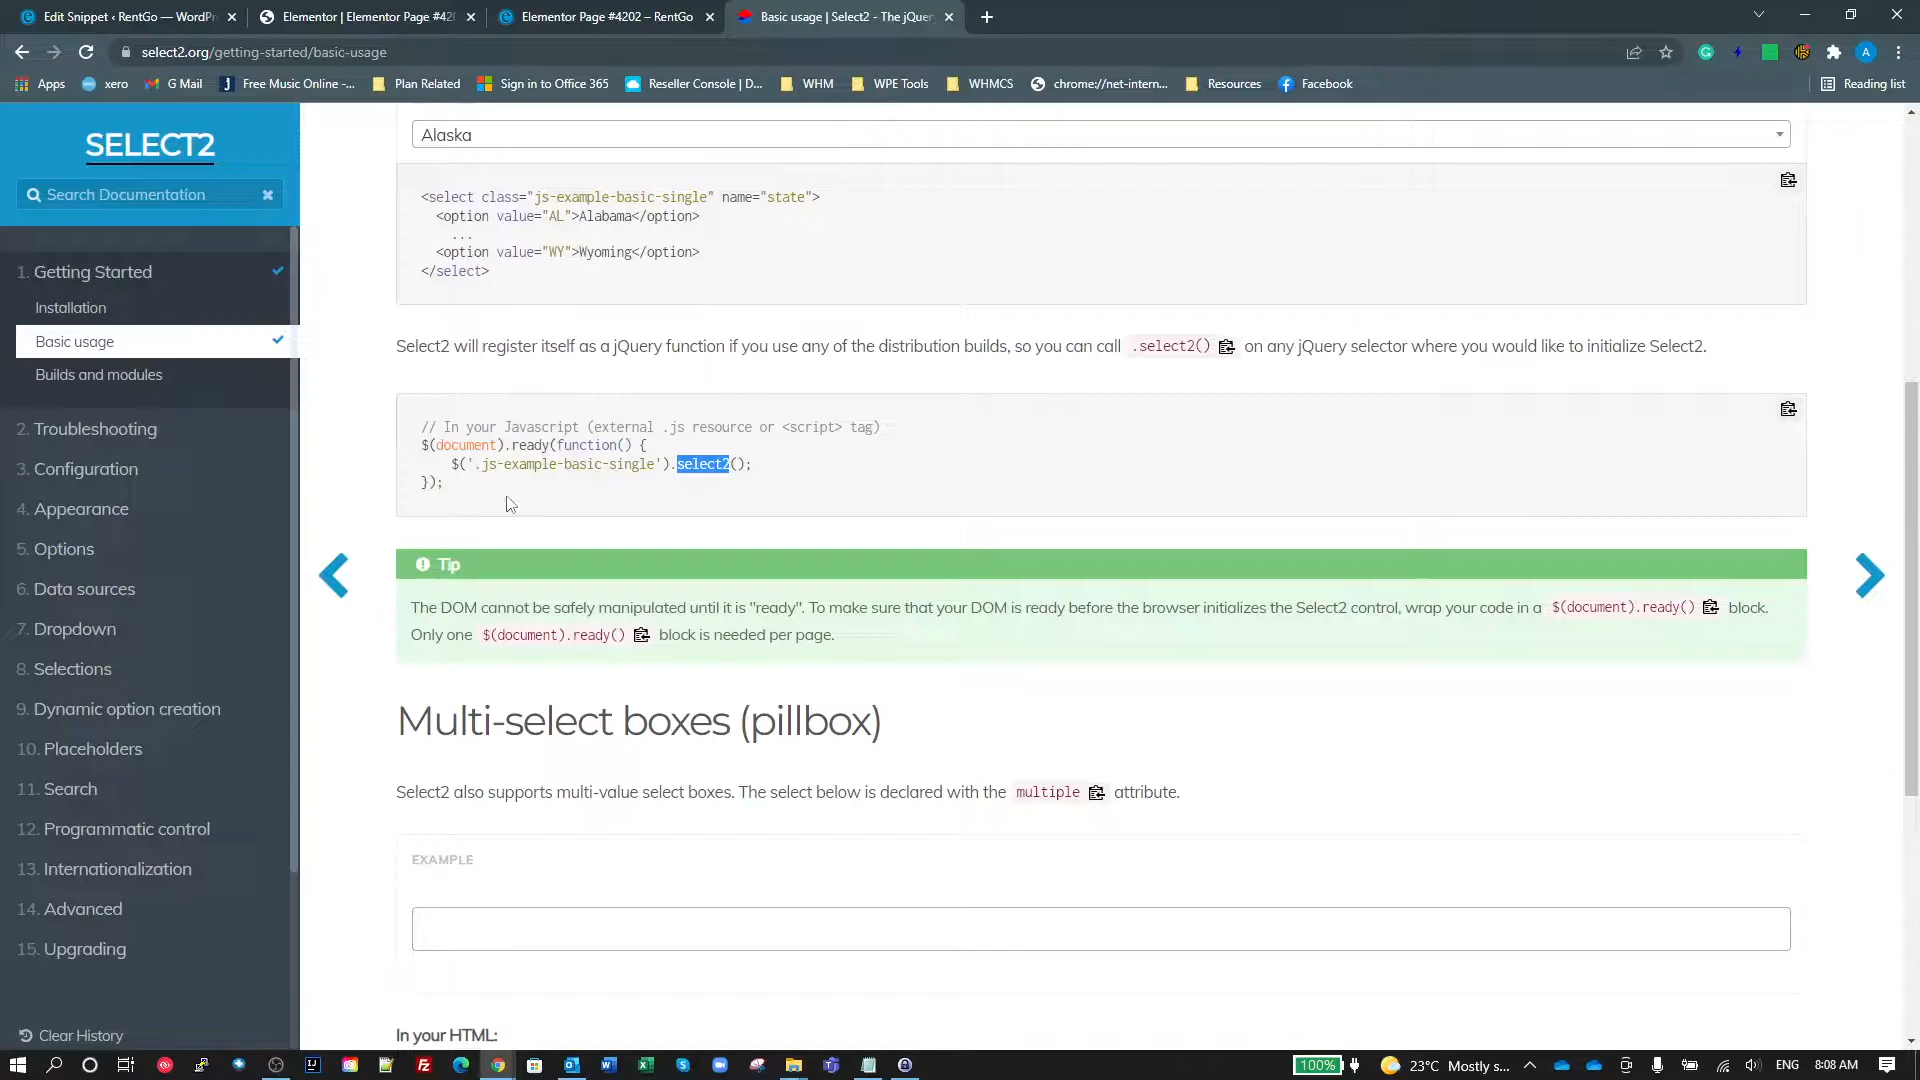 Edit Snippet ‹ RentGo — WordPr
Elementor | Elementor Page #42
Elementor Page #4202 – RentGo
Basic usage | Select2 - The jQuer
select2.org/getting-started/basic-usage
A
Apps
xero
G Mail
Free Music Online -...
Plan Related
Sign in to Office 365
Reseller Console | D...
WHM
WPE Tools
WHMCS
chrome://net-intern...
Resources
Facebook
Reading list
SELECT2
Search Documentation
1. Getting Started
Installation
Basic usage
Builds and modules
2. Troubleshooting
3. Configuration
4. Appearance
5. Options
6. Data sources
7. Dropdown
8. Selections
9. Dynamic option creation
10. Placeholders
11. Search
12. Programmatic control
13. Internationalization
14. Advanced
15. Upgrading
Clear History
Alaska
<select class="js-example-basic-single" name="state">
<option value="AL">Alabama</option>
...
<option value="WY">Wyoming</option>
</select>
Select2 will register itself as a jQuery function if you use any of the distribution builds, so you can call .select2() on any jQuery selector where you would like to initialize Select2.
// In your Javascript (external .js resource or <script> tag)
$(document).ready(function() {
$('.js-example-basic-single').select2();
});
Tip
The DOM cannot be safely manipulated until it is "ready". To make sure that your DOM is ready before the browser initializes the Select2 control, wrap your code in a $(document).ready() block.
Only one $(document).ready() block is needed per page.
Multi-select boxes (pillbox)
Select2 also supports multi-value select boxes. The select below is declared with the multiple attribute.
EXAMPLE
In your HTML:
100%
23°C Mostly s...
ENG
8:08 AM